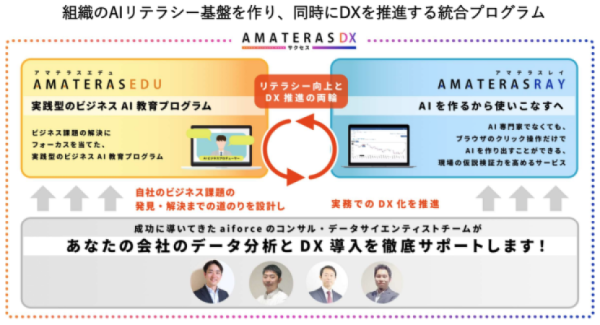 組織のAIリテラシー基盤を作り、同時にDXを推進する統合プログラム
AMATERAS DX
サクセス
アマテラスエデュ
AMATERAS EDU
実践型のビジネス AI 教育プログラム
ビジネス課題の解決に
フォーカスを当てた、
実践型のビジネス AI 教育プログラム
リテラシー向上と
DX 推進の両輪
アマテラスレイ
AMATERAS RAY
AI を作るから使いこなすへ
AI 専門家でなくても、
ブラウザのクリック操作だけで
AI を作り出すことができる、
現場の仮説検証力を高めるサービス
自社のビジネス課題の
発見・解決までの道のりを設計し
実務での DX 化を推進
成功に導いてきた aiforce のコンサル・データサイエンティストチームが
あなたの会社のデータ分析と DX 導入を徹底サポートします！